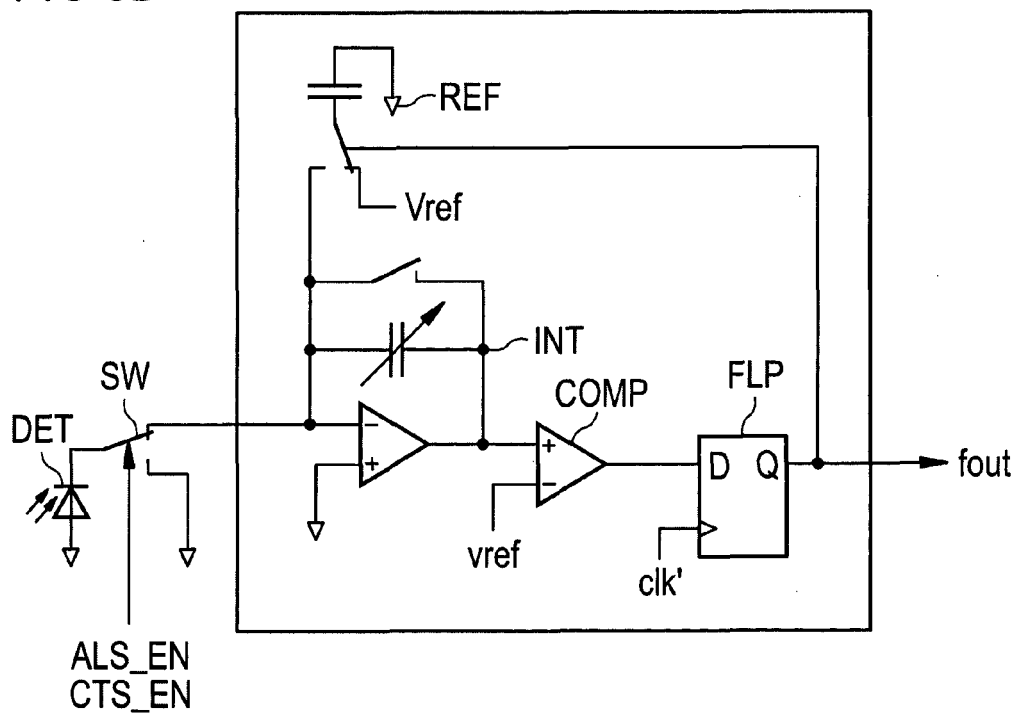 REF
Vref
INT
SW
COMP
FLP
DET
-
+
+
-
D Q
fout
vref
clk'
ALS_EN
CTS_EN